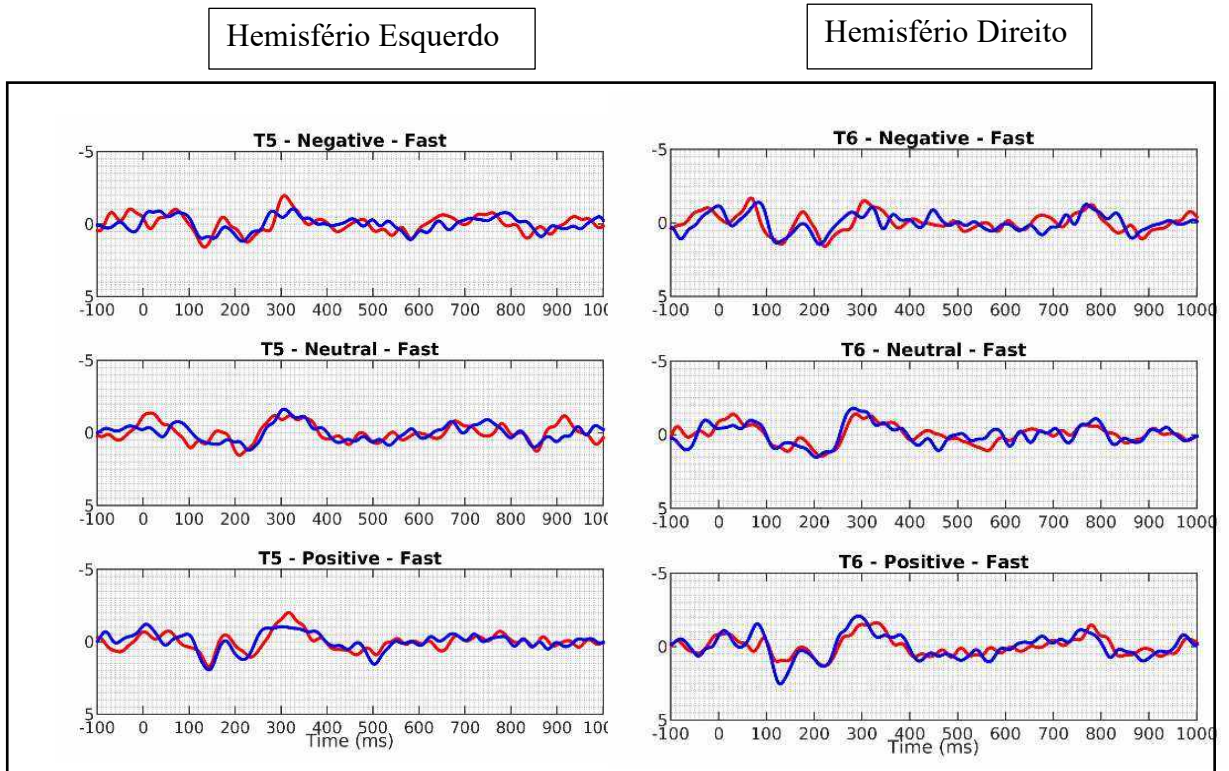 Hemisfério Esquerdo
Hemisfério Direito
T5 - Negative - Fast
-5
0
5
-100 0 100 200 300 400 500 600 700 800 900 100
T6 - Negative - Fast
-5
0
5
-100 0 100 200 300 400 500 600 700 800 900 1000
T5 - Neutral - Fast
-5
0
5
-100 0 100 200 300 400 500 600 700 800 900 100
T6 - Neutral - Fast
-5
0
5
-100 0 100 200 300 400 500 600 700 800 900 1000
T5 - Positive - Fast
-5
0
5
-100 0 100 200 300 400 500 600 700 800 900 100
Time (ms)
T6 - Positive - Fast
-5
0
5
-100 0 100 200 300 400 500 600 700 800 900 1000
Time (ms)